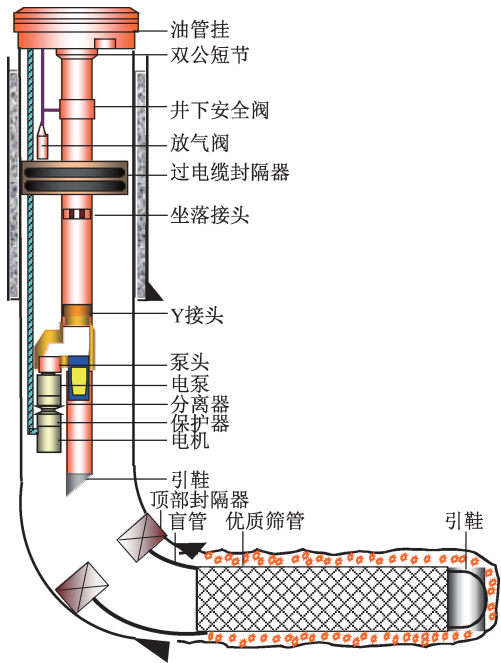 油管挂
双公短节
井下安全阀
放气阀
过电缆封隔器
坐落接头
Y接头
泵头
电泵
分离器
保护器
电机
引鞋
顶部封隔器
盲管
优质筛管
引鞋